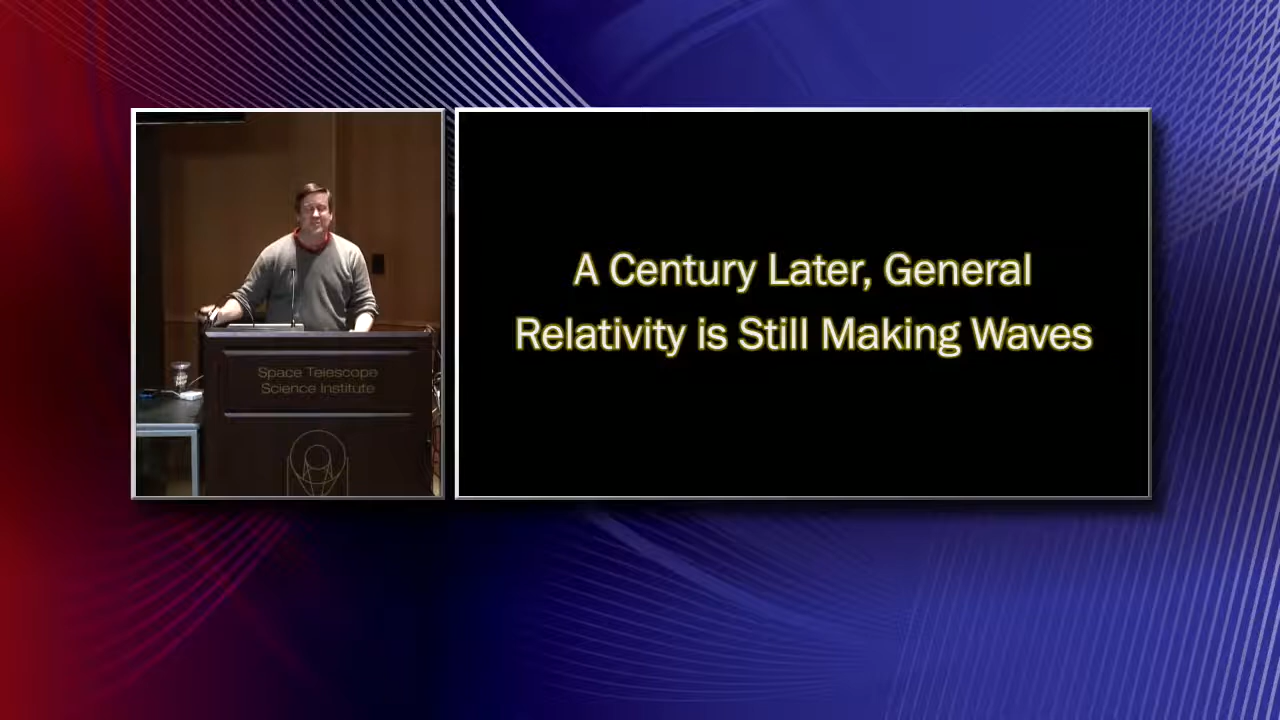 Space Telescope
Science Institute
A Century Later, General
Relativity is Still Making Waves